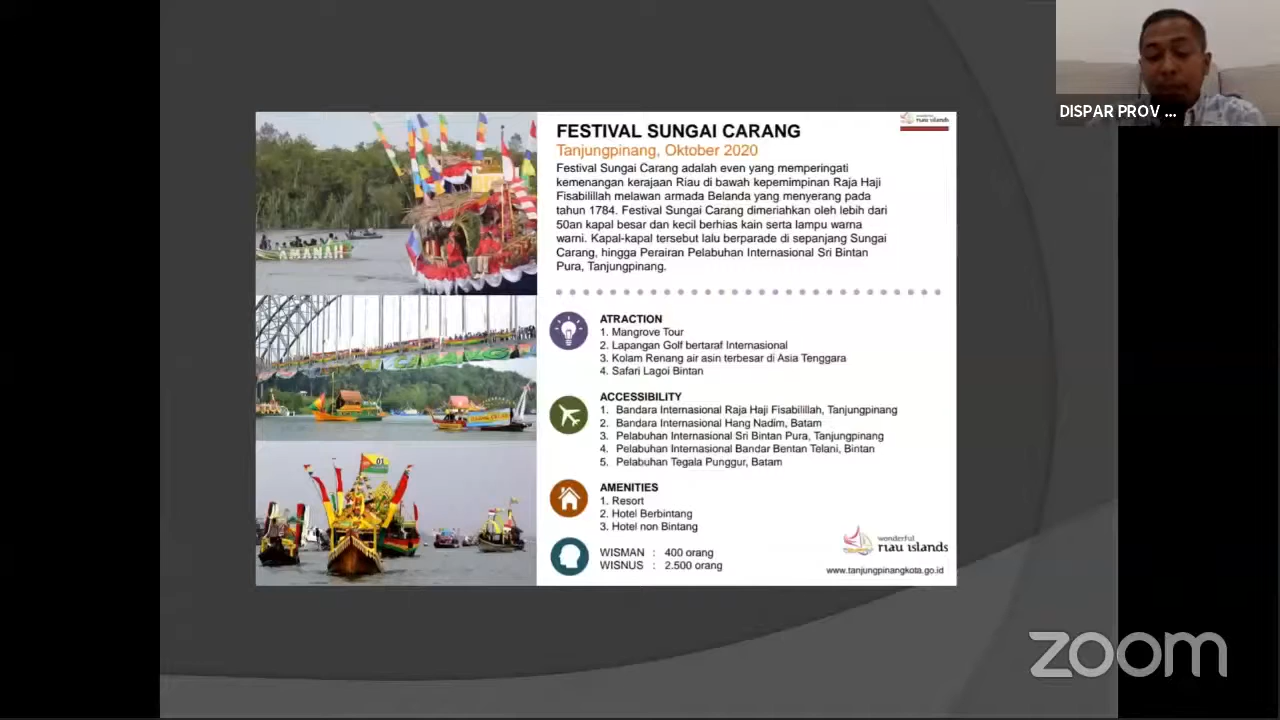 DISPAR PROV ...
FESTIVAL SUNGAI CARANG
wonderful
riau islands
Tanjungpinang, Oktober 2020
Festival Sungai Carang adalah even yang memperingati
kemenangan kerajaan Riau di bawah kepemimpinan Raja Haji
Fisabilillah melawan armada Belanda yang menyerang pada
tahun 1784. Festival Sungai Carang dimeriahkan oleh lebih dari
50an kapal besar dan kecil berhias kain serta lampu warna
warni. Kapal-kapal tersebut lalu berparade di sepanjang Sungai
Carang, hingga Perairan Pelabuhan Internasional Sri Bintan
Pura, Tanjungpinang.
AMANAH
ATRACTION
1. Mangrove Tour
2. Lapangan Golf bertaraf Internasional
3. Kolam Renang air asin terbesar di Asia Tenggara
4. Safari Lagoi Bintan
ACCESSIBILITY
1. Bandara Internasional Raja Haji Fisabilillah, Tanjungpinang
2. Bandara Internasional Hang Nadim, Batam
3. Pelabuhan Internasional Sri Bintan Pura, Tanjungpinang
4. Pelabuhan Internasional Bandar Bentan Telani, Bintan
5. Pelabuhan Tegala Punggur, Batam
AMENITIES
1. Resort
2. Hotel Berbintang
3. Hotel non Bintang
WISMAN : 400 orang
WISNUS : 2.500 orang
wonderful
riau islands
www.tanjungpinangkota.go.id
01
zoom